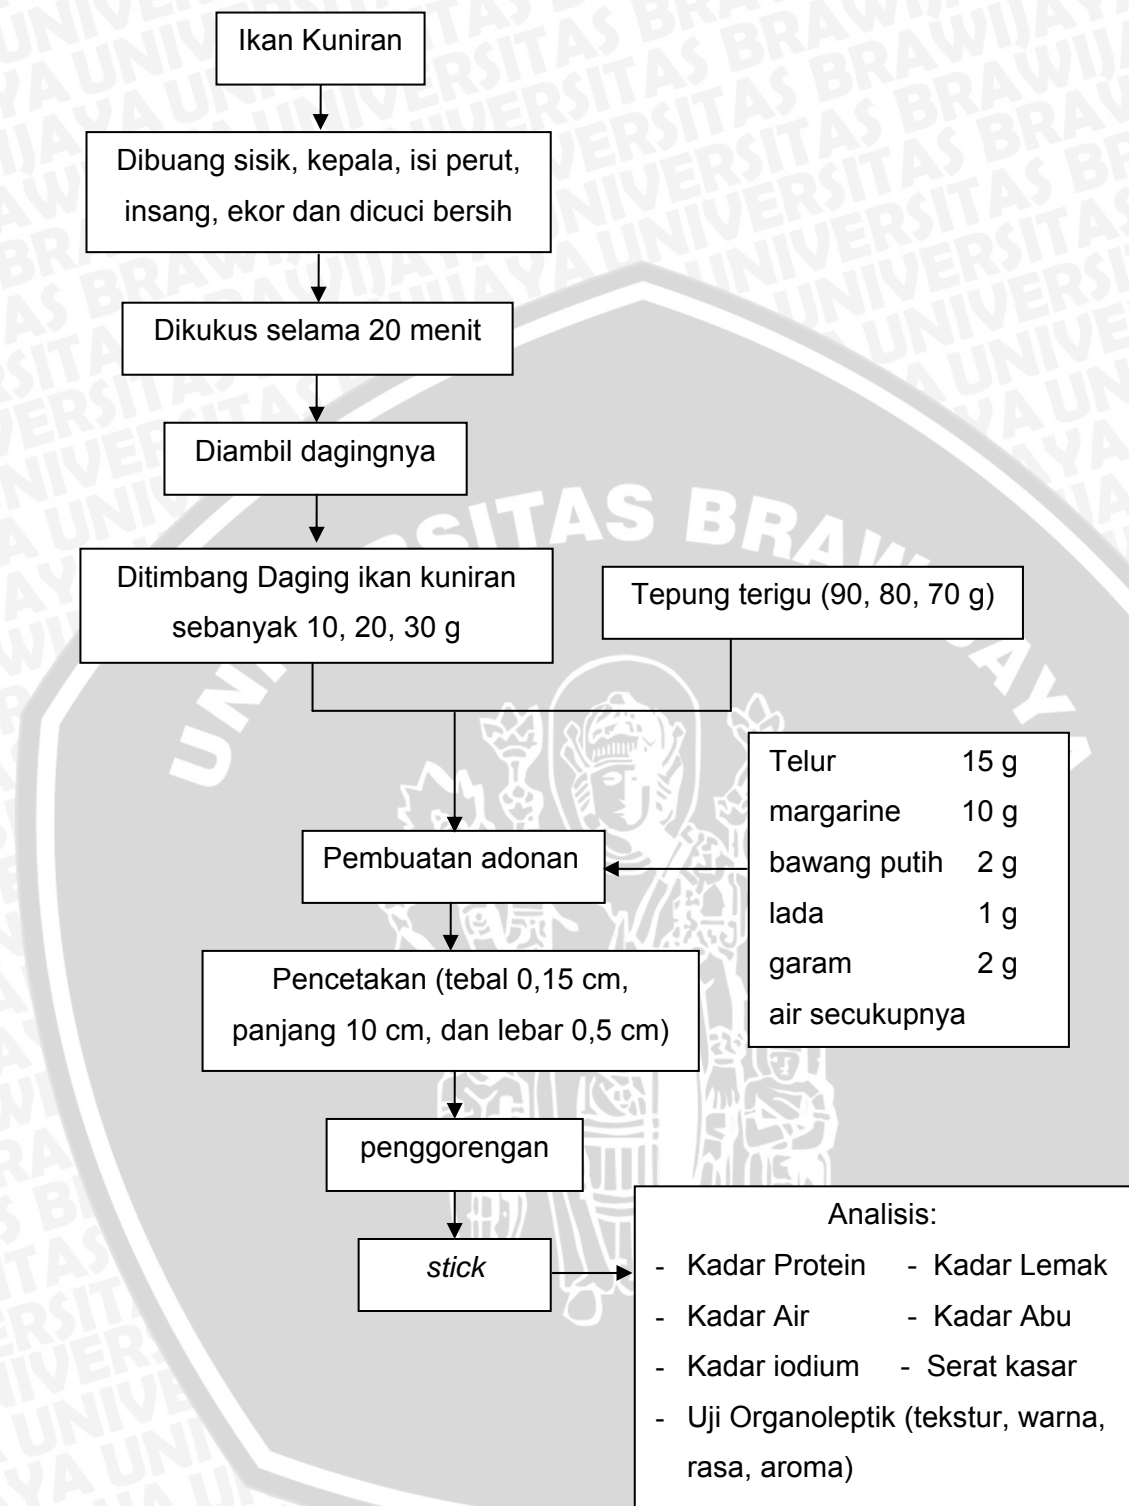 Ikan Kuniran
Dibuang sisik, kepala, isi perut,
insang, ekor dan dicuci bersih
Dikukus selama 20 menit
Diambil dagingnya
Ditimbang Daging ikan kuniran
sebanyak 10, 20, 30 g
Tepung terigu (90, 80, 70 g)
Telur 15 g
margarine 10 g
bawang putih 2 g
lada 1 g
garam 2 g
air secukupnya
Pembuatan adonan
Pencetakan (tebal 0,15 cm,
panjang 10 cm, dan lebar 0,5 cm)
penggorengan
stick
Analisis:
- Kadar Protein - Kadar Lemak
- Kadar Air - Kadar Abu
- Kadar iodium - Serat kasar
- Uji Organoleptik (tekstur, warna,
rasa, aroma)